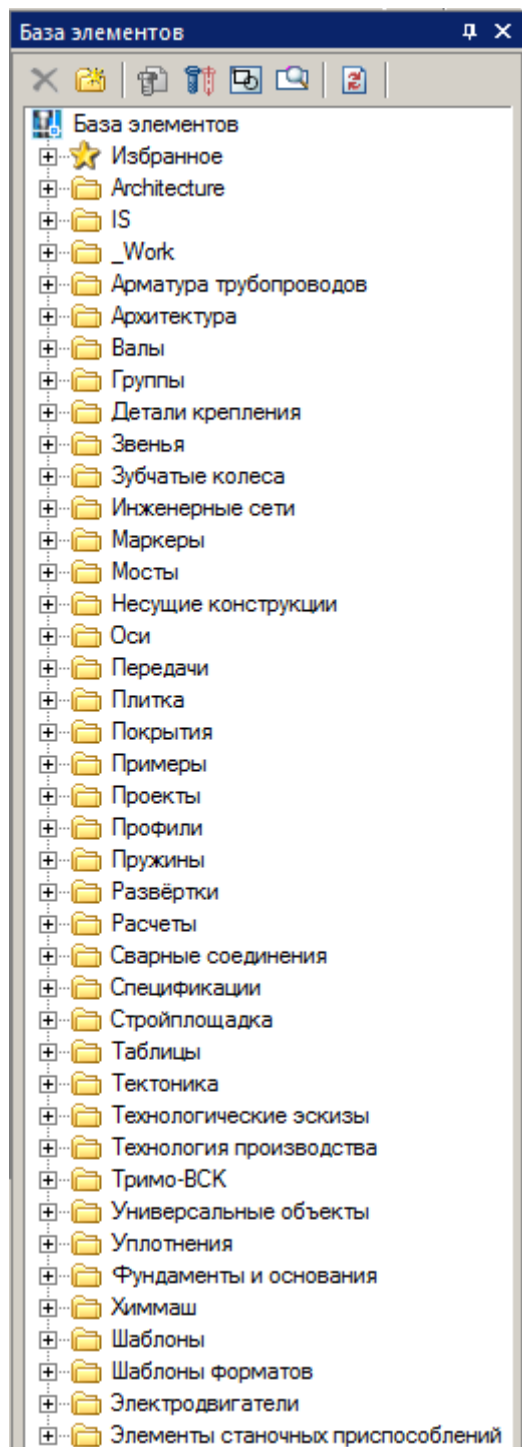 База элементов
База элементов
Избранное
Architecture
IS
_Work
Арматура трубопроводов
Архитектура
Валы
Группы
Детали крепления
Звенья
Зубчатые колеса
Инженерные сети
Маркеры
Мосты
Несущие конструкции
Оси
Передачи
Плитка
Покрытия
Примеры
Проекты
Профили
Пружины
Развёртки
Расчеты
Сварные соединения
Спецификации
Стройплощадка
Таблицы
Тектоника
Технологические эскизы
Технология производства
Тримо-ВСК
Универсальные объекты
Уплотнения
Фундаменты и основания
Химмаш
Шаблоны
Шаблоны форматов
Электродвигатели
Элементы станочных приспособлений